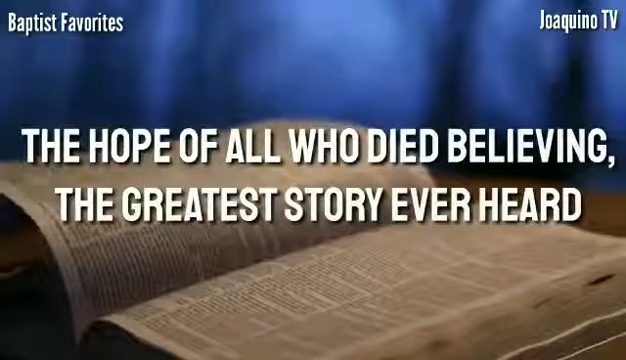 Baptist Favorites
Joaquino TV
THE HOPE OF ALL WHO DIED BELIEVING,
THE GREATEST STORY EVER HEARD